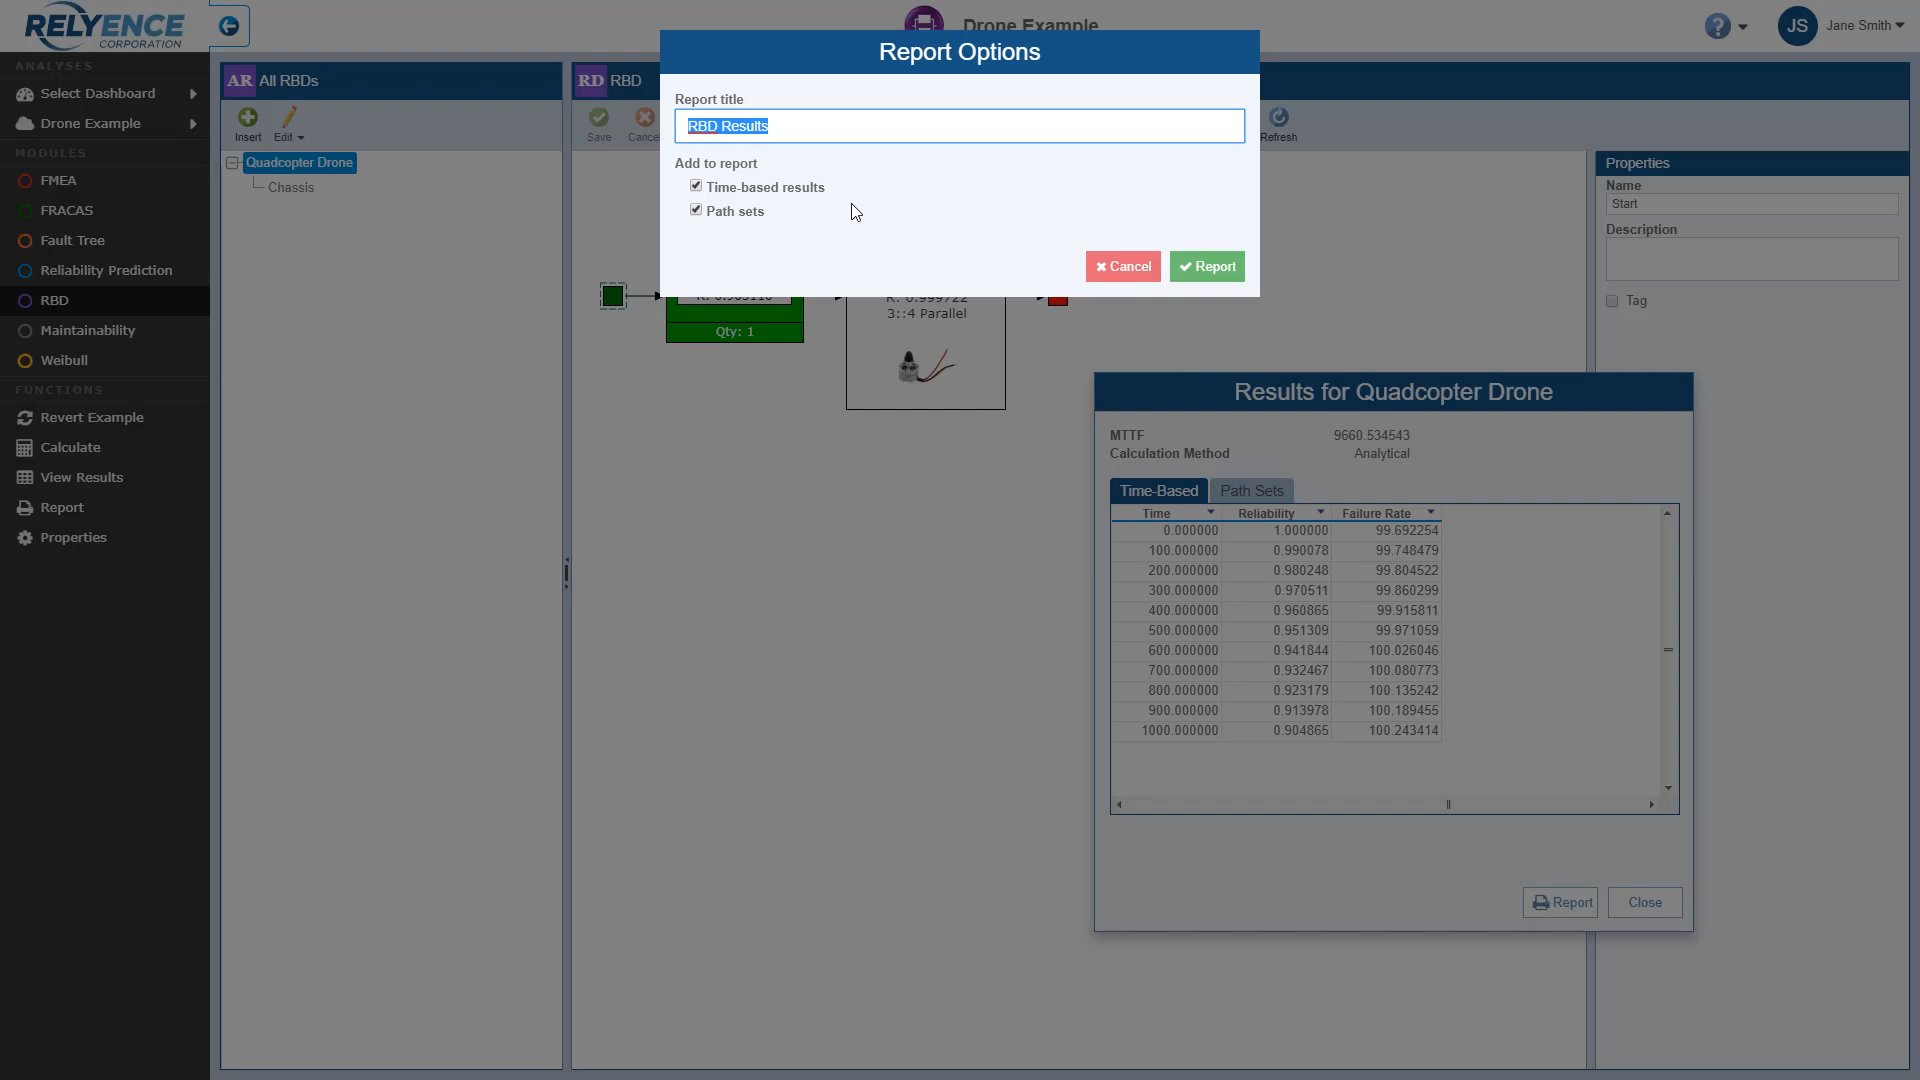 RELYENCE
CORPORATION
Drone Example
JS
Jane Smith
ANALYSES
Select Dashboard
Drone Example
MODULES
FMEA
FRACAS
Fault Tree
Reliability Prediction
RBD
Maintainability
Weibull
FUNCTIONS
Revert Example
Calculate
View Results
Report
Properties
AR All RBDs
Insert
Edit
Quadcopter Drone
Chassis
RD RBD
Save
Cancel
Refresh
Report Options
Report title
RBD Results
Add to report
Time-based results
Path sets
Cancel
Report
Qty: 1
R: 0.999722
3::4 Parallel
Properties
Name
Start
Description
Tag
Results for Quadcopter Drone
MTTF 9660.534543
Calculation Method Analytical
Time-Based Path Sets
Time Reliability Failure Rate
0.000000 1.000000 99.692254
100.000000 0.990078 99.748479
200.000000 0.980248 99.804522
300.000000 0.970511 99.860299
400.000000 0.960865 99.915811
500.000000 0.951309 99.971059
600.000000 0.941844 100.026046
700.000000 0.932467 100.080773
800.000000 0.923179 100.135242
900.000000 0.913978 100.189455
1000.000000 0.904865 100.243414
Report
Close